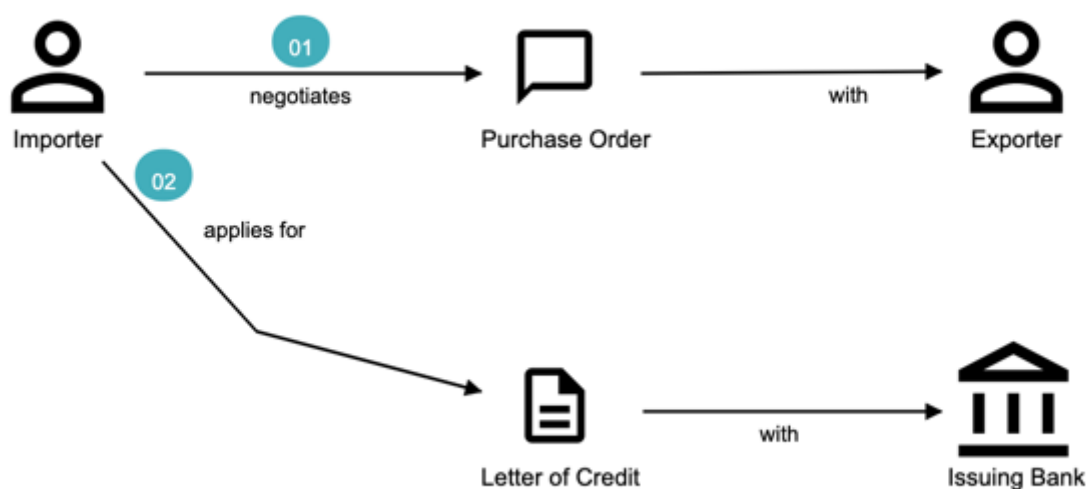 01
negotiates
with
Importer
Purchase Order
Exporter
02
applies for
with
Letter of Credit
Issuing Bank